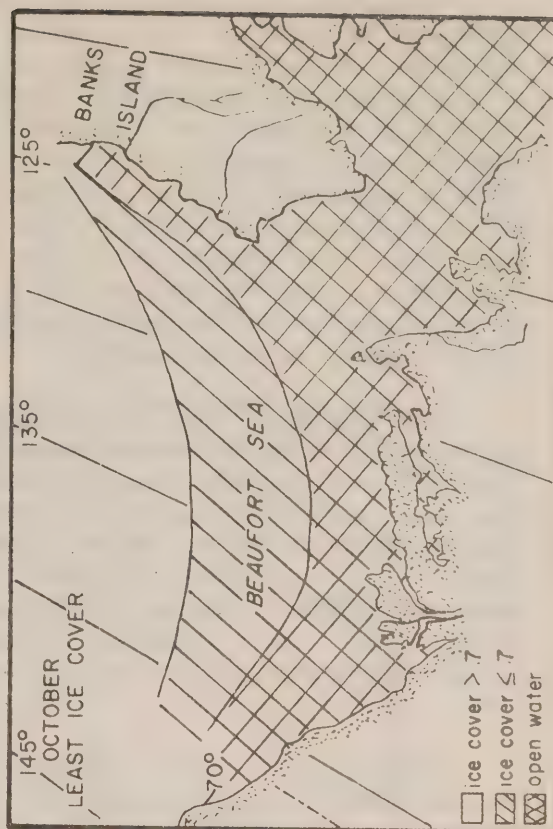 145°
135°
125°
OCTOBER
LEAST ICE COVER
BANKS
ISLAND
BEAUFORT SEA
70°
ice cover > .7
ice cover ≤ .7
open water